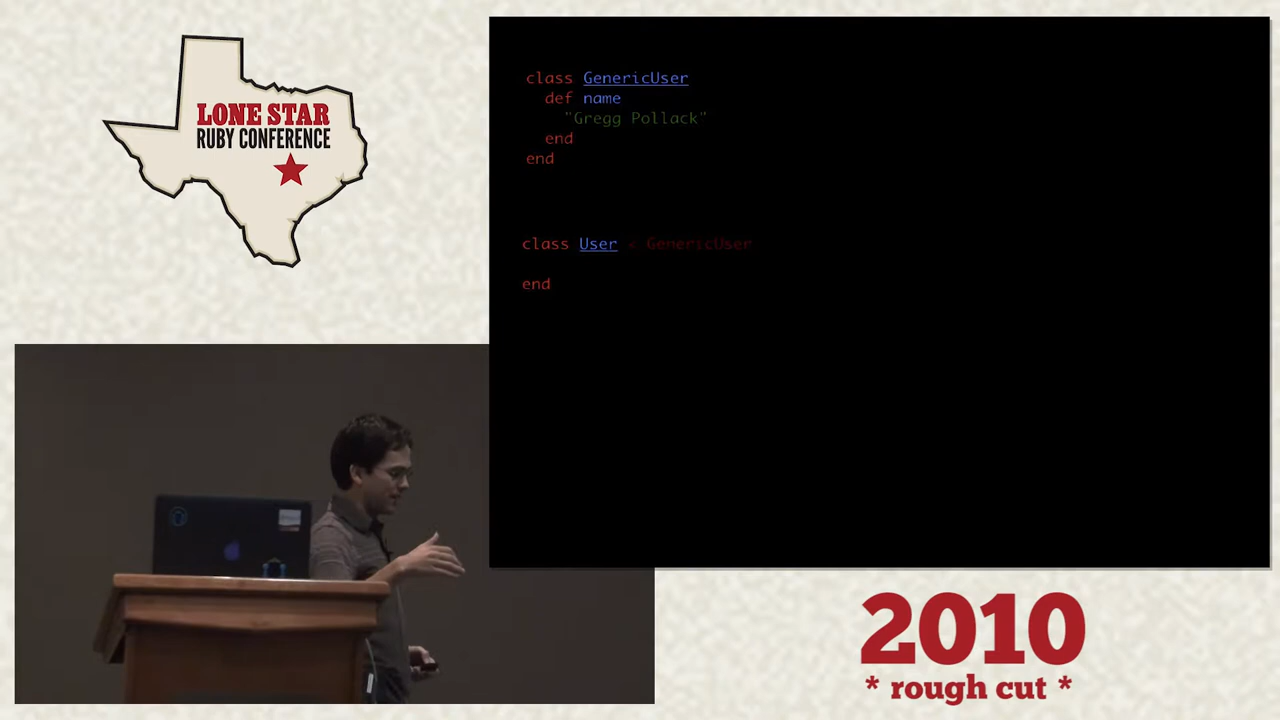 LONE STAR
RUBY CONFERENCE
class GenericUser
def name
"Gregg Pollack"
end
end
class User < GenericUser
end
2010
* rough cut *